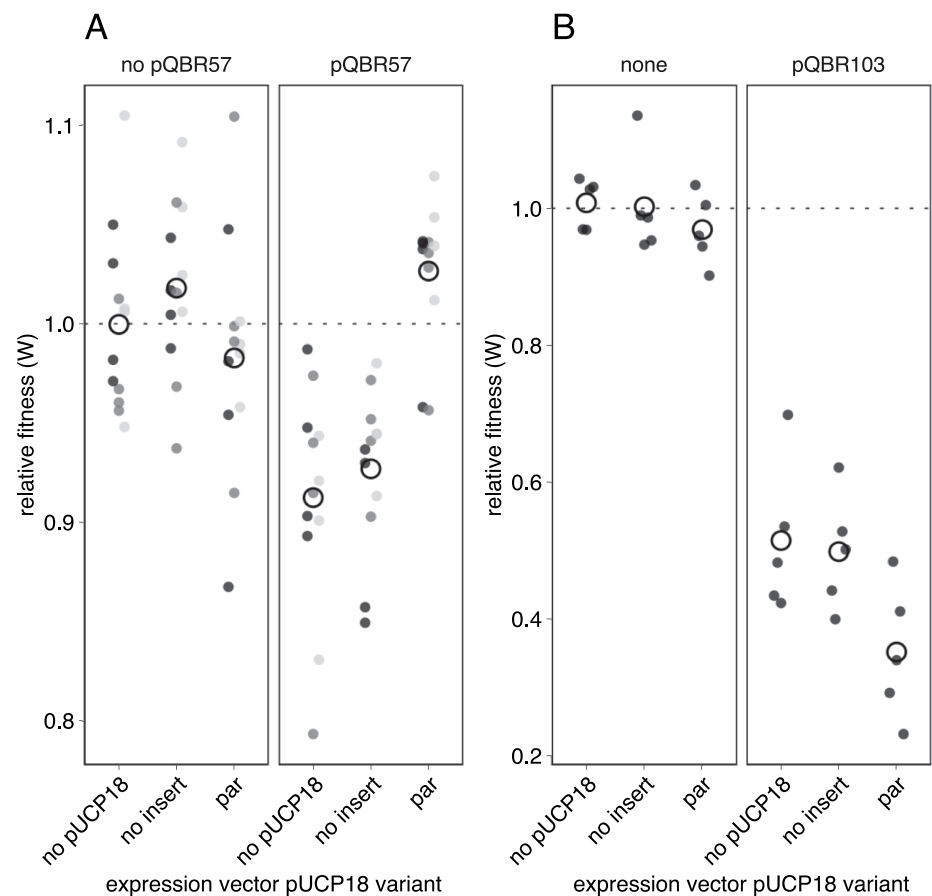 A
no pQBR57
pQBR57
relative fitness (W)
1.1
1.0
0.9
0.8
no pUCP18
no insert
par
no pUCP18
no insert
par
expression vector pUCP18 variant
B
none
pQBR103
relative fitness (W)
1.0
0.8
0.6
0.4
0.2
no pUCP18
no insert
par
no pUCP18
no insert
par
expression vector pUCP18 variant